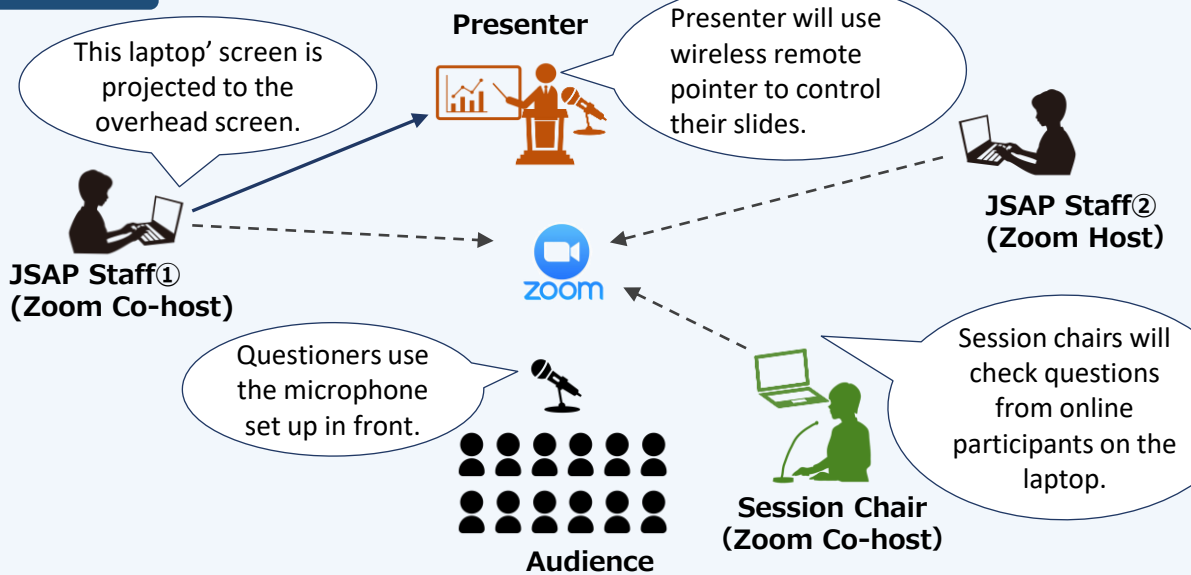 Presenter
This laptop’ screen is
projected to the
overhead screen.
Presenter will use
wireless remote
pointer to control
their slides.
JSAP Staff①
(Zoom Co-host)
JSAP Staff②
(Zoom Host）
zoom
Questioners use
the microphone
set up in front.
Session chairs will
check questions
from online
participants on the
laptop.
Session Chair
（Zoom Co-host）
Audience